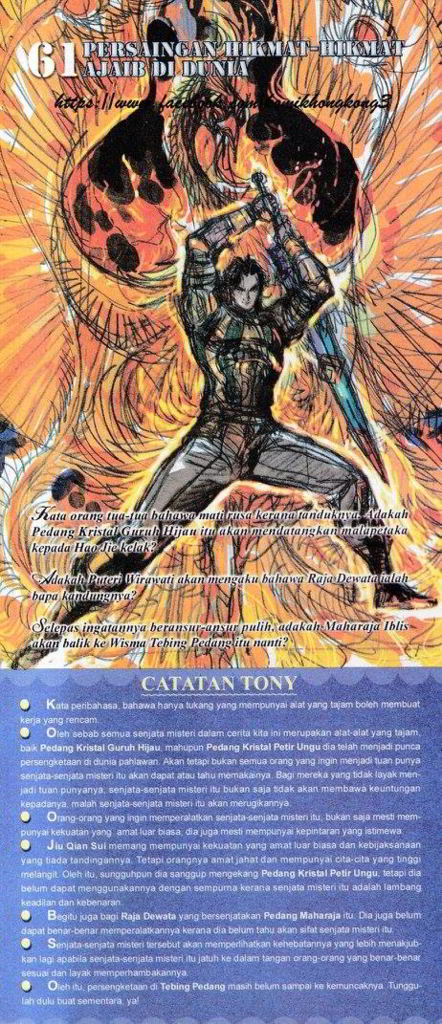 61 PERSAINGAN HIKMAT-HIKMAT
AJAIB DI DUNIA
https://www.facebook.com/komikhongkong3
Kata orang tua-tua bahawa mati rusa kerana tanduknya. Adakah
Pedang Kristal Guruh Hijau itu akan mendatangkan malapetaka
kepada Hao Jie kelak?
Adakah Puteri Wirawati akan mengaku bahawa Raja Dewata ialah
bapa kandungnya?
Selepas ingatannya beransur-ansur pulih, adakah Maharaja Iblis
akan balik ke Wisma Tebing Pedang itu nanti?
CATATAN TONY
Kata peribahasa, bahawa hanya tukang yang mempunyai alat yang tajam boleh membuat
kerja yang rencam.
Oleh sebab semua senjata misteri dalam cerita kita ini merupakan alat-alat yang tajam,
baik Pedang Kristal Guruh Hijau, mahupun Pedang Kristal Petir Ungu dia telah menjadi punca
persengketaan di dunia pahlawan. Akan tetapi bukan semua orang yang ingin menjadi tuan punya
senjata-senjata misteri itu akan dapat atau tahu memakainya. Bagi mereka yang tidak layak men-
jadi tuan punyanya, senjata-senjata misteri itu bukan saja tidak akan membawa keuntungan
kepadanya, malah senjata-senjata misteri itu akan merugikannya.
Orang-orang yang ingin memperalatkan senjata-senjata misteri itu, bukan saja mesti mem-
punyai kekuatan yang amat luar biasa, dia juga mesti mempunyai kepintaran yang istimewa.
Jiu Qian Sui memang mempunyai kekuatan yang amat luar biasa dan kebijaksanaan
yang tiada tandingannya. Tetapi orangnya amat jahat dan mempunyai cita-cita yang tinggi
melangit. Oleh itu, sungguhpun dia sanggup mengekang Pedang Kristal Petir Ungu, tetapi dia
belum dapat menggunakannya dengan sempurna kerana senjata misteri itu adalah lambang
keadilan dan kebenaran.
Begitu juga bagi Raja Dewata yang bersenjatakan Pedang Maharaja itu. Dia juga belum
dapat benar-benar memperalatkannya kerana dia belum tahu akan sifat senjata misteri itu.
Senjata-senjata misteri tersebut akan memperlihatkan kehebatannya yang lebih menakjub-
kan lagi apabila senjata-senjata misteri itu jatuh ke dalam tangan orang-orang yang benar-benar
sesuai dan layak memperhambakannya.
Oleh itu, persengketaan di Tebing Pedang masih belum sampai ke kemuncaknya. Tunggu-
lah dulu buat sementara, ya!